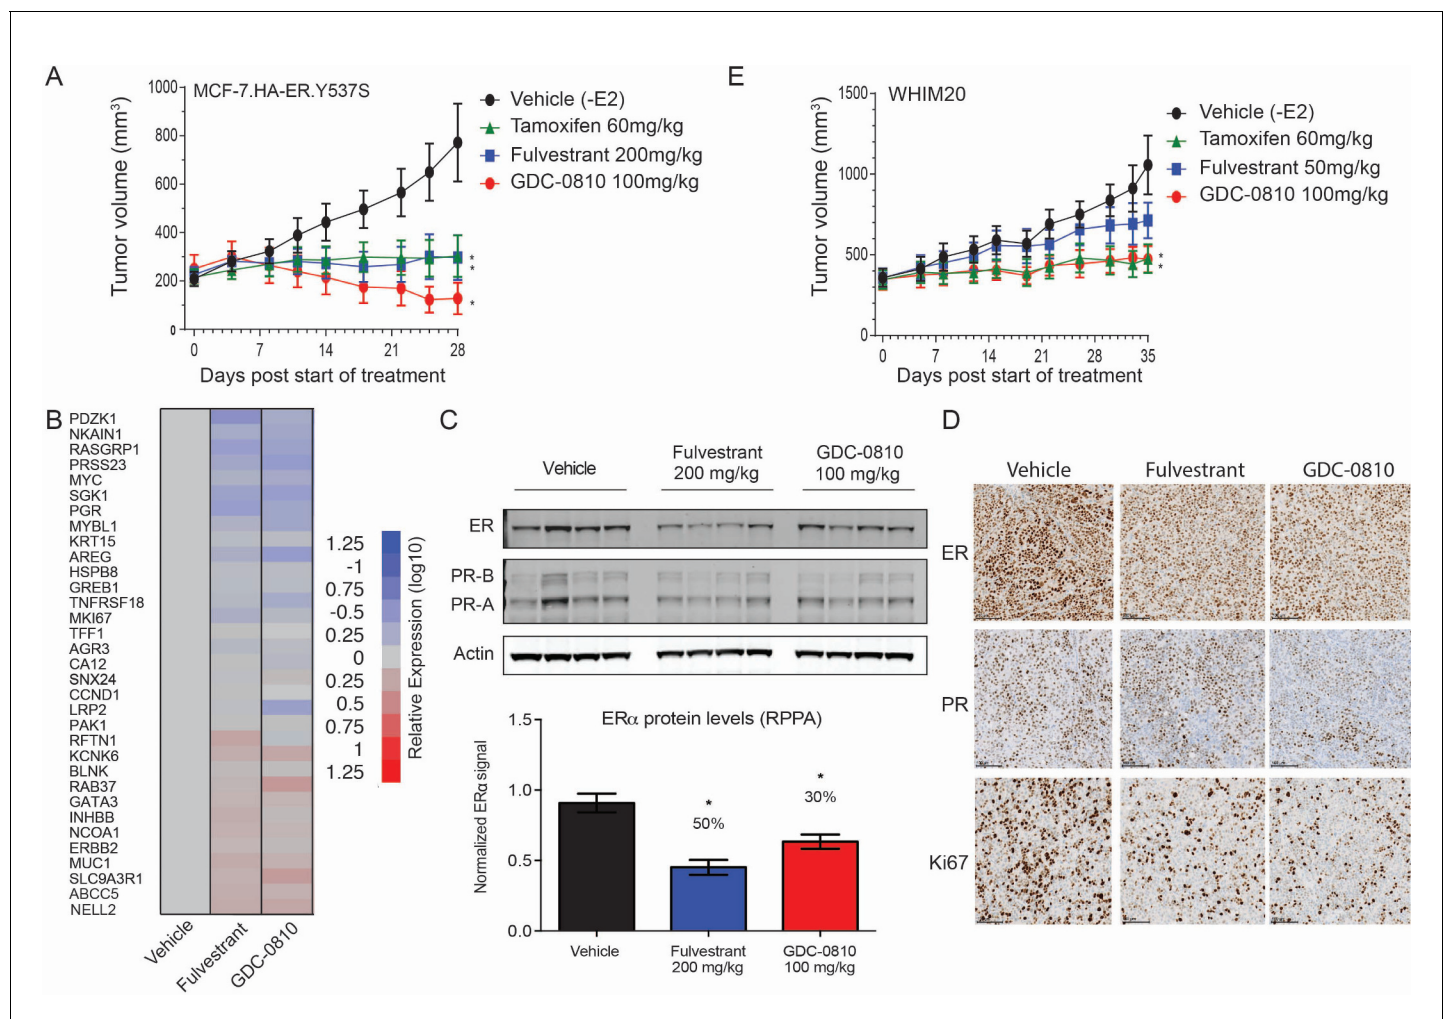 A
MCF-7.HA-ER.Y537S
Tumor volume (mm³)
1000
800
600
400
200
0
0 7 14 21 28
Days post start of treatment
Vehicle (-E2)
Tamoxifen 60mg/kg
Fulvestrant 200mg/kg
GDC-0810 100mg/kg
*
*
*
E
WHIM20
Tumor volume (mm³)
1500
1000
500
0
0 7 14 21 28 35
Days post start of treatment
Vehicle (-E2)
Tamoxifen 60mg/kg
Fulvestrant 50mg/kg
GDC-0810 100mg/kg
*
*
B
PDZK1
NKAIN1
RASGRP1
PRSS23
MYC
SGK1
PGR
MYBL1
KRT15
AREG
HSPB8
GREB1
TNFRSF18
MKI67
TFF1
AGR3
CA12
SNX24
CCND1
LRP2
PAK1
RFTN1
KCNK6
BLNK
RAB37
GATA3
INHBB
NCOA1
ERBB2
MUC1
SLC9A3R1
ABCC5
NELL2
Vehicle
Fulvestrant
GDC-0810
1.25
-1
0.75
-0.5
0.25
0
0.25
0.5
0.75
1
1.25
Relative Expression (log10)
C
Vehicle
Fulvestrant
200 mg/kg
GDC-0810
100 mg/kg
ER
PR-B
PR-A
Actin
ERα protein levels (RPPA)
Normalized ERα signal
1.5
1.0
0.5
0.0
*
50%
*
30%
Vehicle
Fulvestrant
200 mg/kg
GDC-0810
100 mg/kg
D
Vehicle Fulvestrant GDC-0810
ER
PR
Ki67